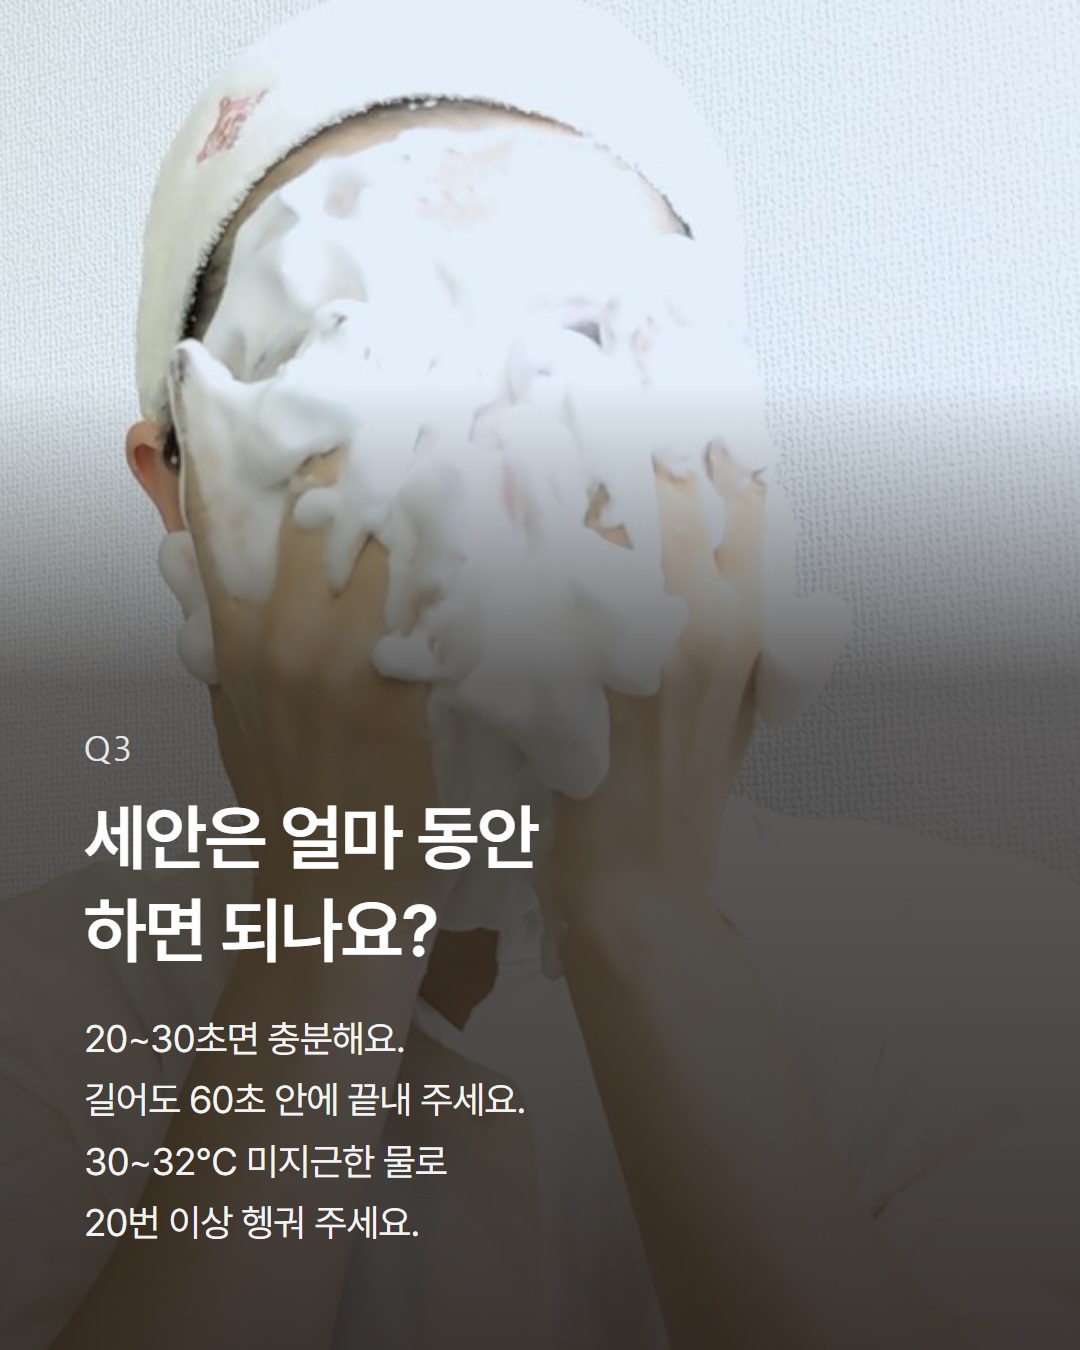 Q3
세안은 얼마 동안
하면 되나요?
20~30초면 충분해요.
길어도 60초 안에 끝내 주세요.
30~32°C 미지근한 물로
20번 이상 헹궈 주세요.